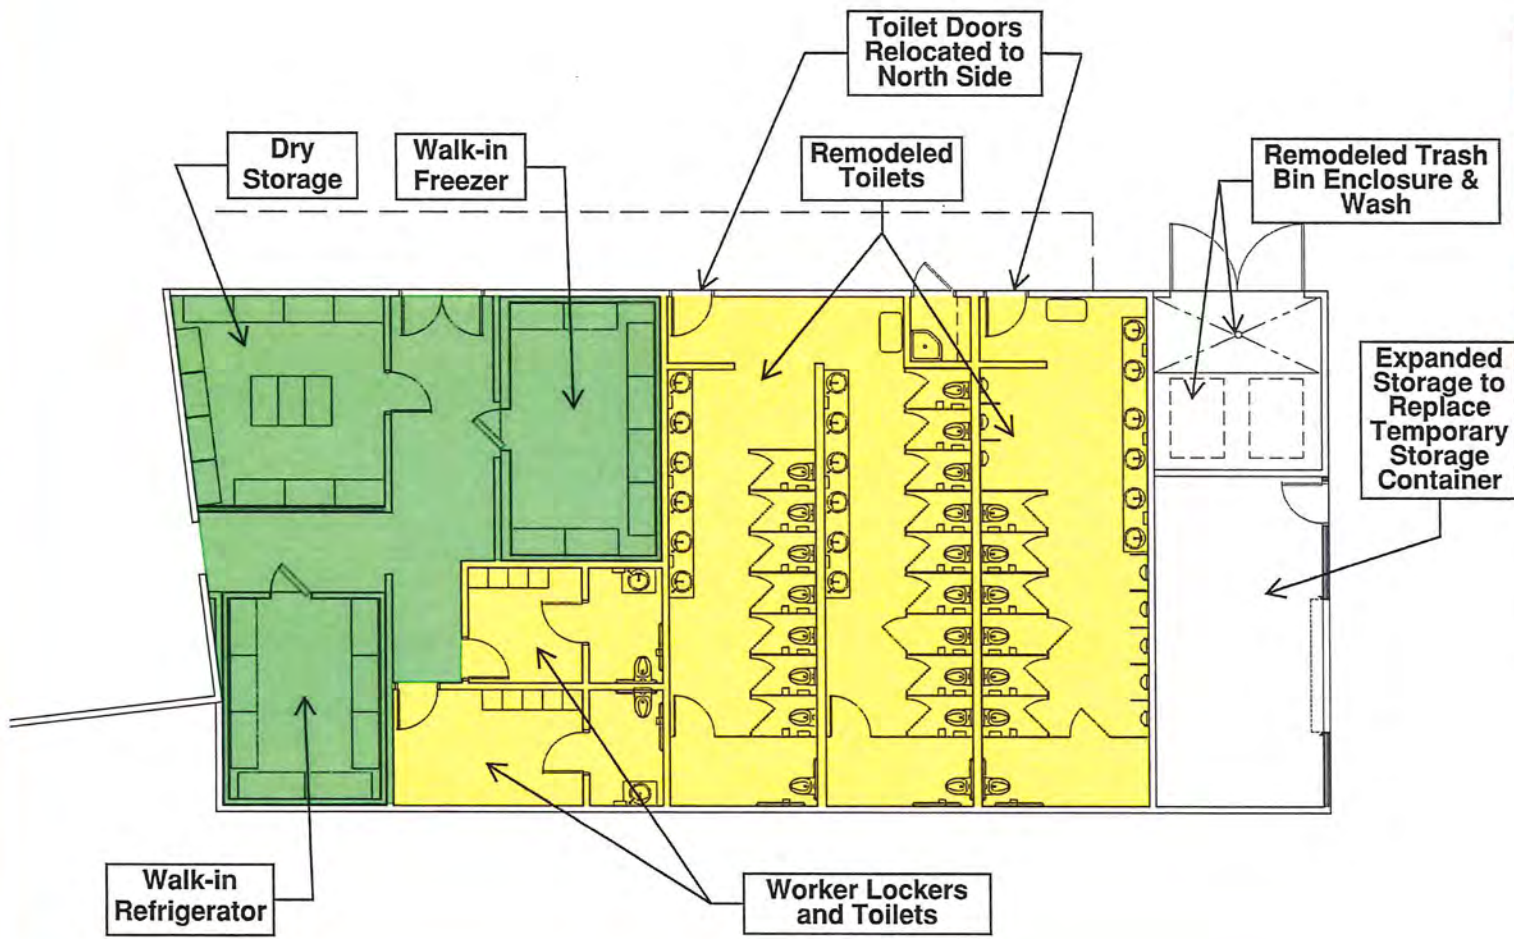 Toilet Doors
Relocated to
North Side
Dry
Storage
Walk-in
Freezer
Remodeled
Toilets
Remodeled Trash
Bin Enclosure &
Wash
Expanded
Storage to
Replace
Temporary
Storage
Container
Walk-in
Refrigerator
Worker Lockers
and Toilets